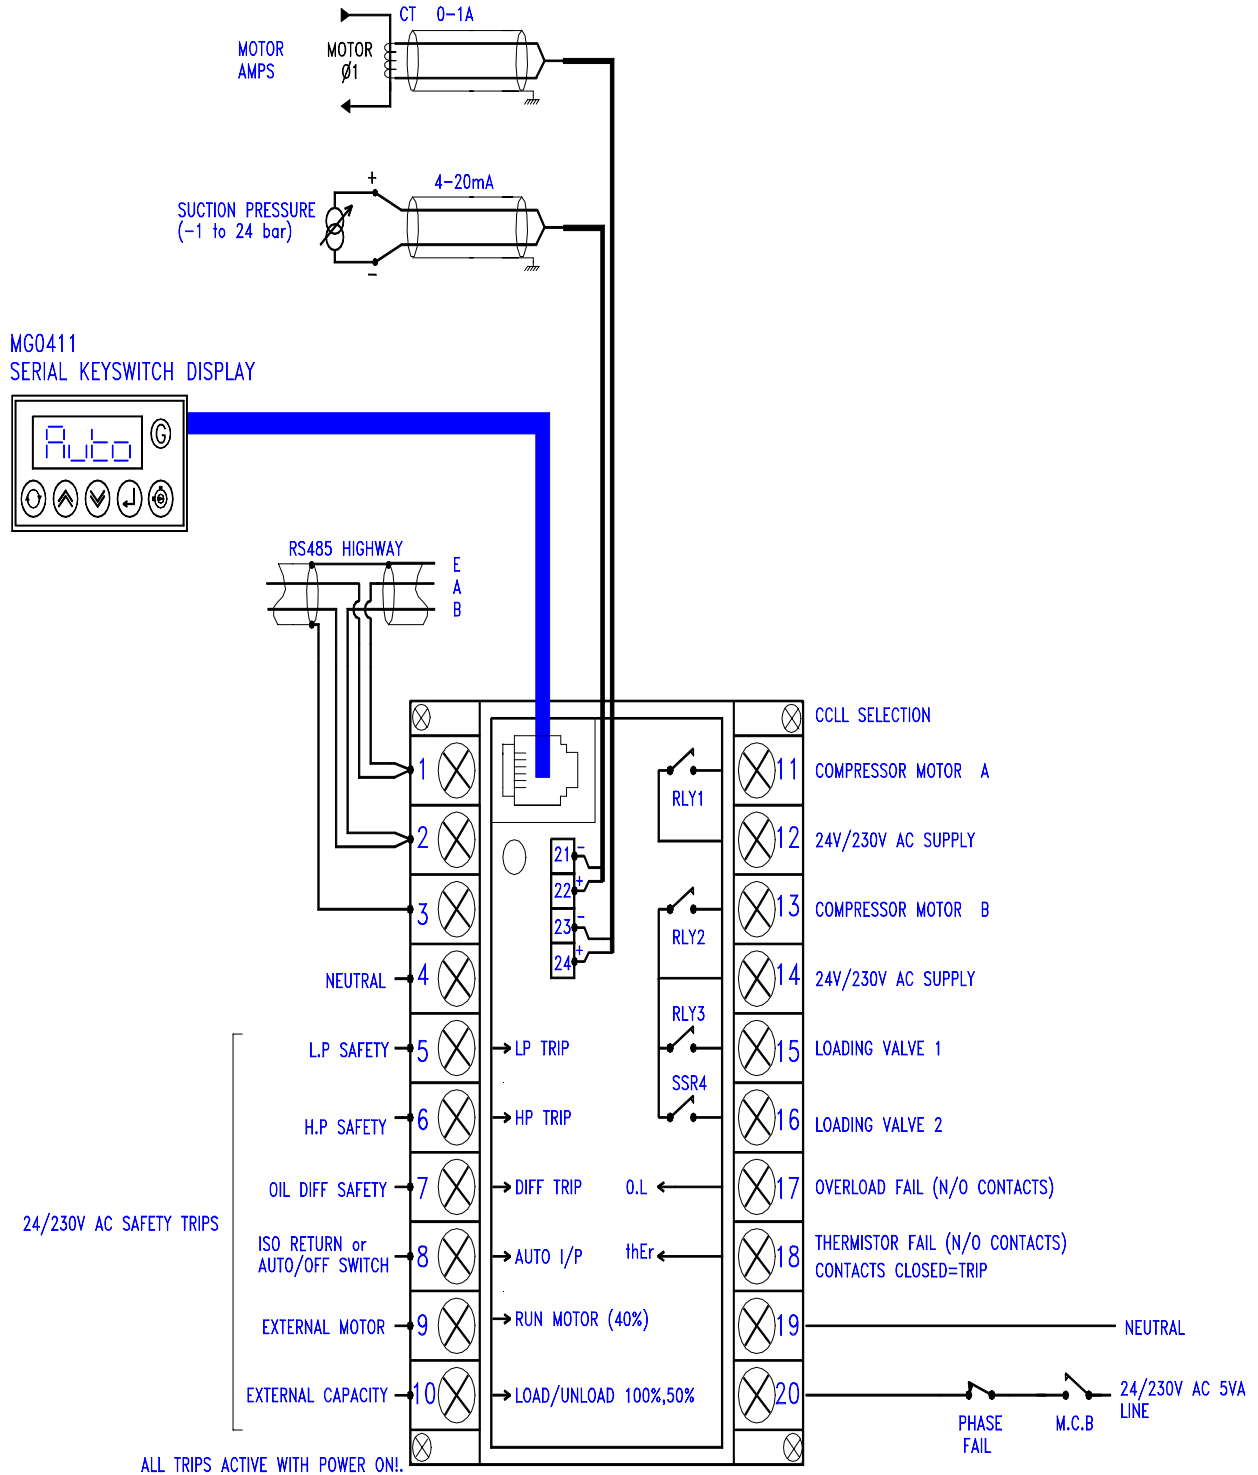 CT 0-1A
MOTOR
AMPS
MOTOR
Ø1
+
4-20mA
SUCTION PRESSURE
(-1 to 24 bar)
-
MG0411
SERIAL KEYSWITCH DISPLAY
Auto
G
RS485 HIGHWAY
E
A
B
CCLL SELECTION
1
11
COMPRESSOR MOTOR A
RLY1
2
12
24V/230V AC SUPPLY
21
-
22
+
3
13
COMPRESSOR MOTOR B
23
-
RLY2
24
+
NEUTRAL
4
14
24V/230V AC SUPPLY
RLY3
L.P SAFETY
5
LP TRIP
15
LOADING VALVE 1
SSR4
H.P SAFETY
6
HP TRIP
16
LOADING VALVE 2
OIL DIFF SAFETY
7
DIFF TRIP
O.L
17
OVERLOAD FAIL (N/O CONTACTS)
24/230V AC SAFETY TRIPS
ISO RETURN or
AUTO/OFF SWITCH
8
AUTO I/P
thEr
18
THERMISTOR FAIL (N/O CONTACTS)
CONTACTS CLOSED=TRIP
EXTERNAL MOTOR
9
RUN MOTOR (40%)
19
NEUTRAL
EXTERNAL CAPACITY
10
LOAD/UNLOAD 100%,50%
20
24/230V AC 5VA
LINE
PHASE
FAIL
M.C.B
ALL TRIPS ACTIVE WITH POWER ON!.